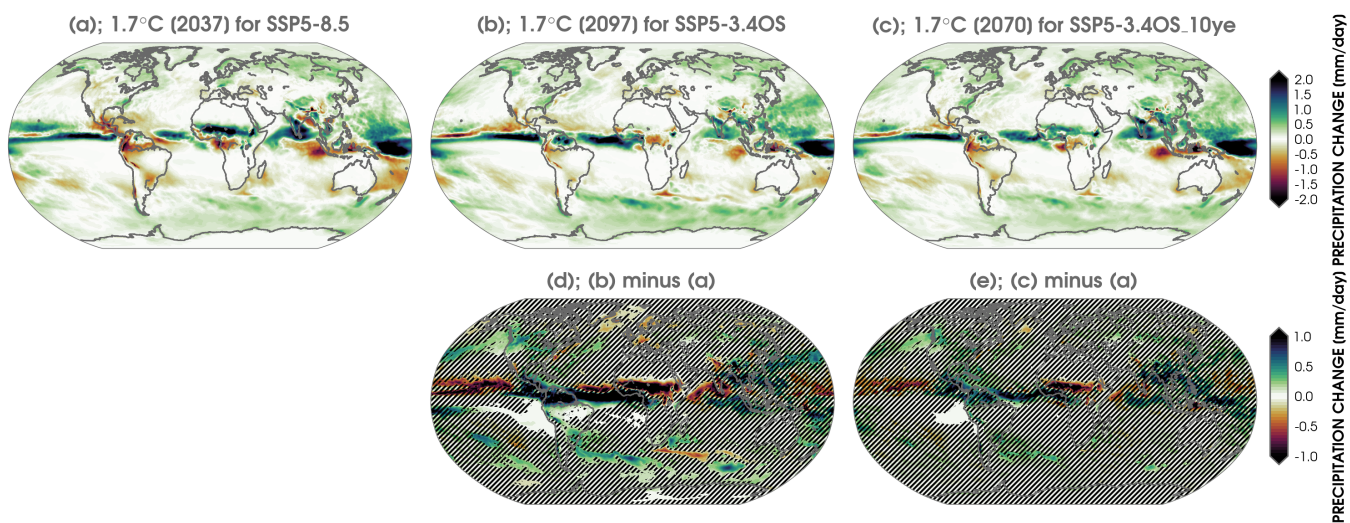 (a); 1.7°C (2037) for SSP5-8.5
(b); 1.7°C (2097) for SSP5-3.4OS
(c); 1.7°C (2070) for SSP5-3.4OS_10ye
2.0
1.5
1.0
0.5
0.0
-0.5
-1.0
-1.5
-2.0
PRECIPITATION CHANGE (mm/day)
(d); (b) minus (a)
(e); (c) minus (a)
1.0
0.5
0.0
-0.5
-1.0
PRECIPITATION CHANGE (mm/day)